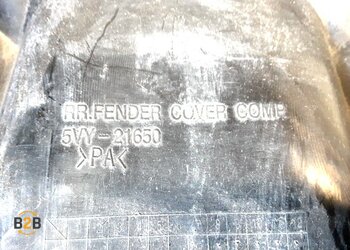 RR.FENDER COVER COMP.
5VY-21650
>PA<
B2B